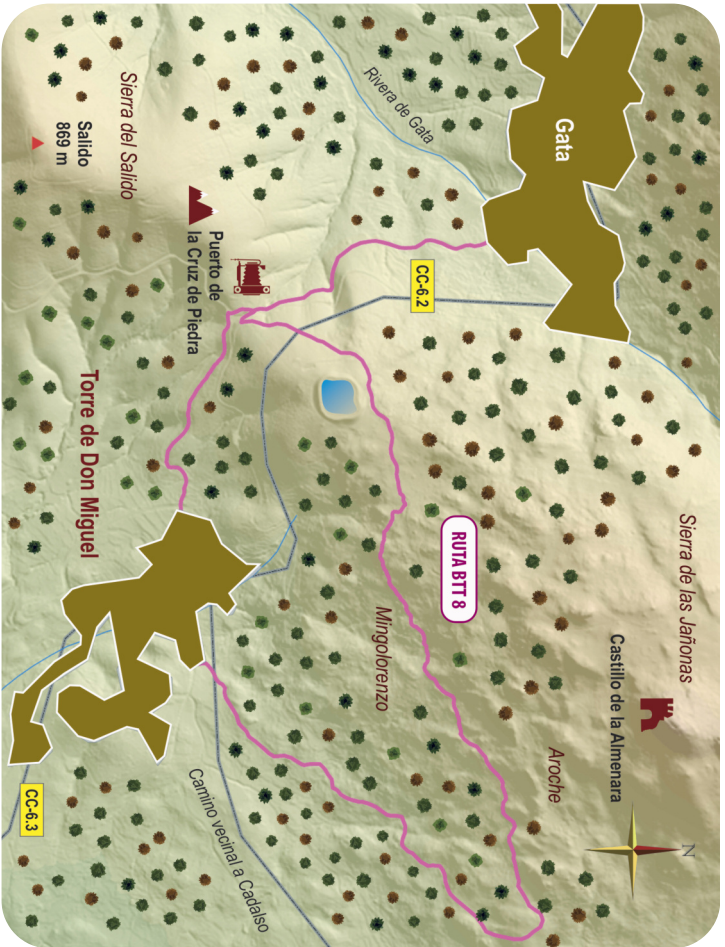 Sierra de las Jañonas
Castillo de la Almenara
N
Aroche
Gata
CC-6.2
RUTA BTT 8
Mingolorenzo
Rivera de Gata
Puerto de
la Cruz de Piedra
Camino vecinal a Cadalso
Sierra del Salido
Salido
869 m
Torre de Don Miguel
CC-6.3